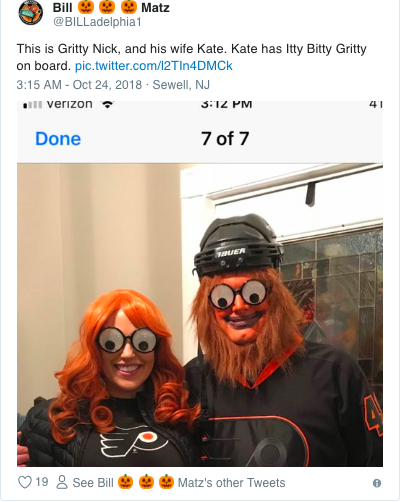 Bill 🎃 🎃 🎃 Matz
@BILLadelphia1
This is Gritty Nick, and his wife Kate. Kate has Itty Bitty Gritty
on board. pic.twitter.com/l2TIn4DMCk
3:15 AM - Oct 24, 2018 · Sewell, NJ
Verizon 3:12 PM 41
Done 7 of 7
BAUER
4
19 See Bill 🎃 🎃 🎃 Matz's other Tweets